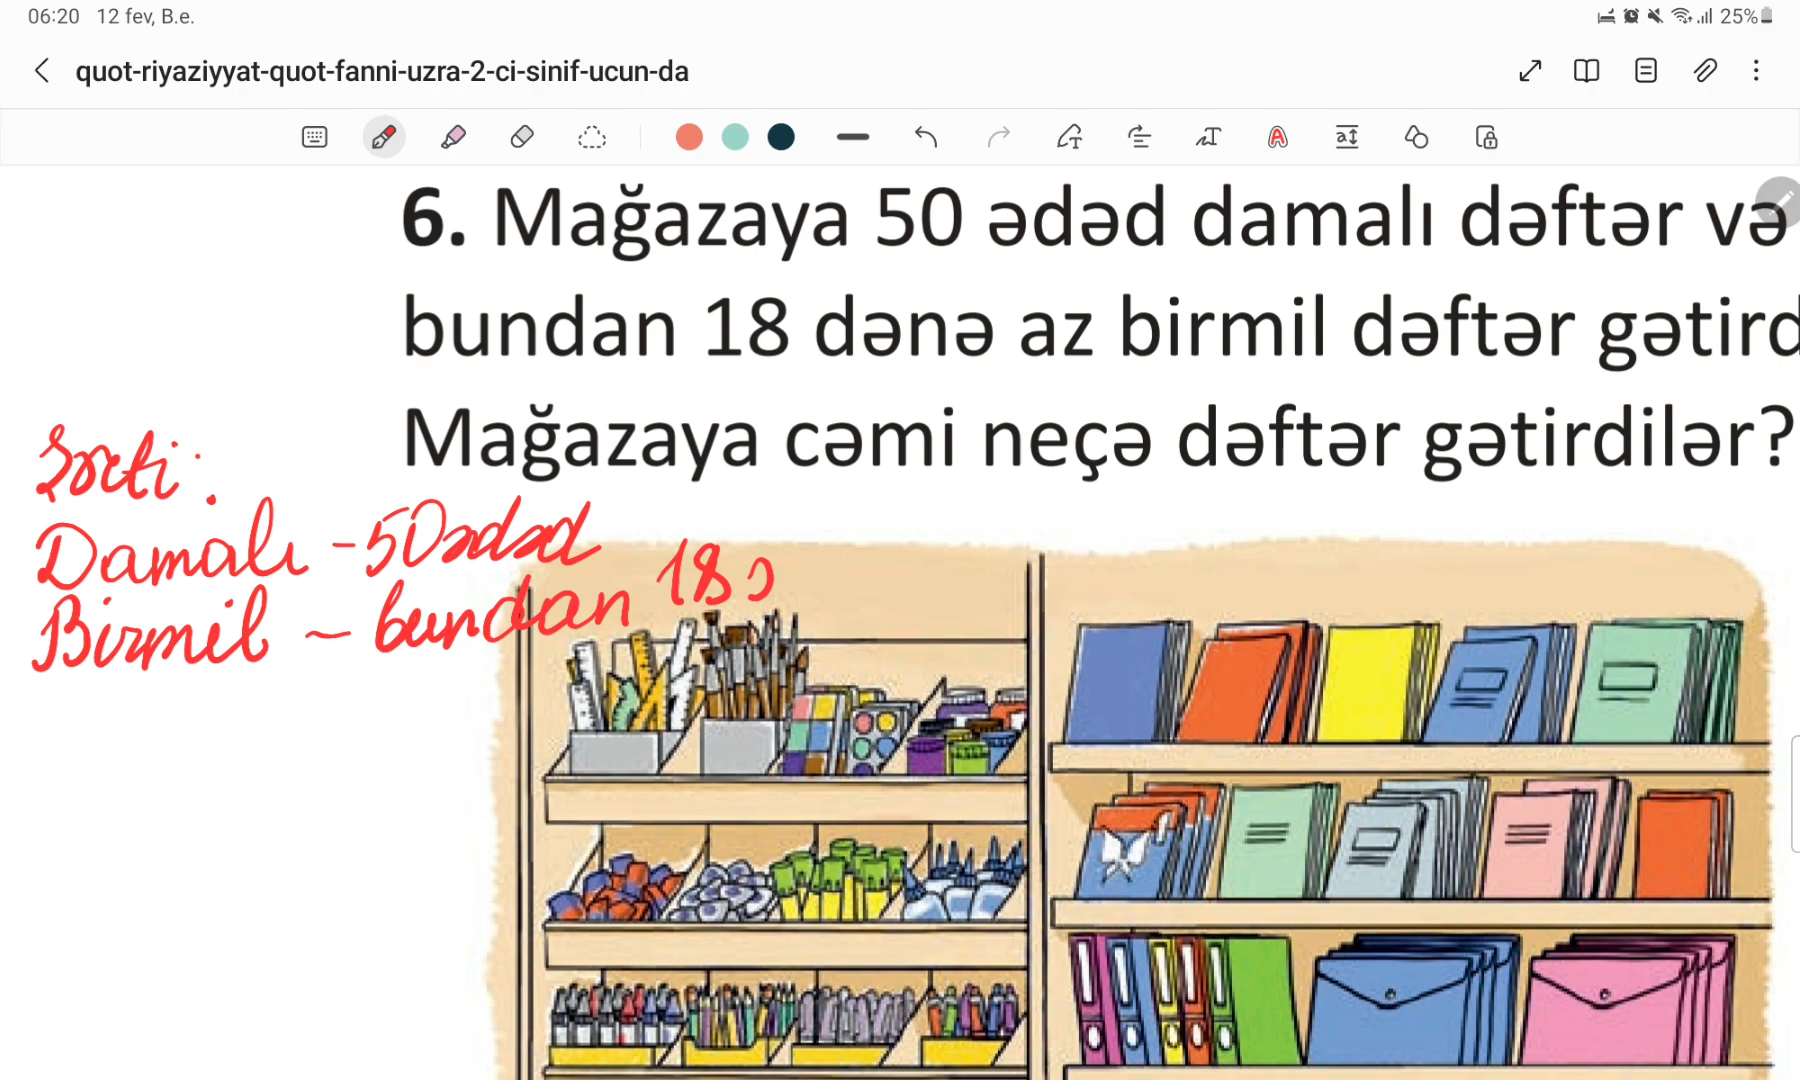 06:20 12 fev, B.e.
25%
quot-riyaziyyat-quot-fanni-uzra-2-ci-sinif-ucun-da
6. Mağazaya 50 ədəd damalı dəftər və
bundan 18 dənə az birmil dəftər gətird
Mağazaya cəmi neçə dəftər gətirdilər?
Şərti:
Damalı - 50 ədəd
Birmil - bundan 18 ə